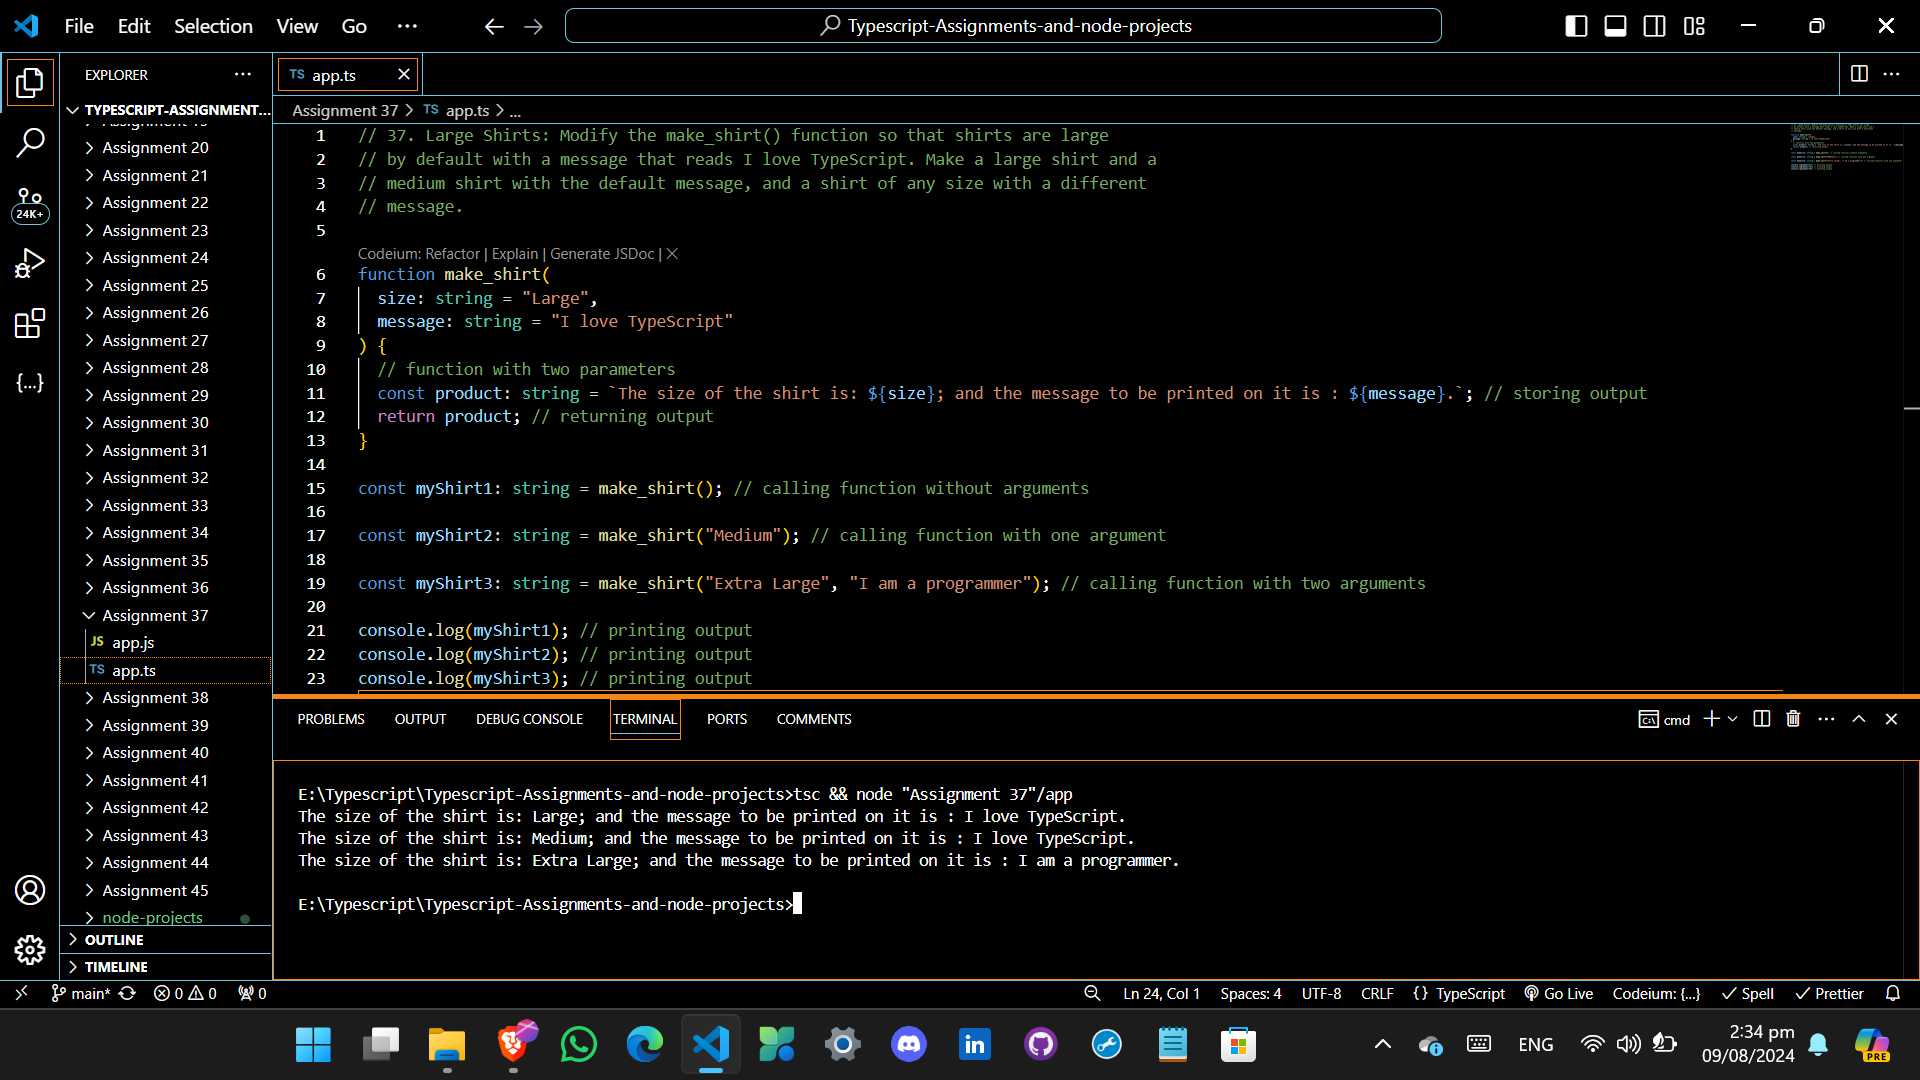 File Edit Selection View Go ···
Typescript-Assignments-and-node-projects
EXPLORER ···
TYPESCRIPT-ASSIGNMENT...
Assignment 20
Assignment 21
Assignment 22
Assignment 23
Assignment 24
Assignment 25
Assignment 26
Assignment 27
Assignment 28
Assignment 29
Assignment 30
Assignment 31
Assignment 32
Assignment 33
Assignment 34
Assignment 35
Assignment 36
Assignment 37
JS app.js
TS app.ts
Assignment 38
Assignment 39
Assignment 40
Assignment 41
Assignment 42
Assignment 43
Assignment 44
Assignment 45
node-projects
OUTLINE
TIMELINE
24K+
TS app.ts
Assignment 37 > TS app.ts > ...
1 // 37. Large Shirts: Modify the make_shirt() function so that shirts are large
2 // by default with a message that reads I love TypeScript. Make a large shirt and a
3 // medium shirt with the default message, and a shirt of any size with a different
4 // message.
5
Codeium: Refactor | Explain | Generate JSDoc | ✕
6 function make_shirt(
7 size: string = "Large",
8 message: string = "I love TypeScript"
9 ) {
10 // function with two parameters
11 const product: string = `The size of the shirt is: ${size}; and the message to be printed on it is : ${message}.`; // storing output
12 return product; // returning output
13 }
14
15 const myShirt1: string = make_shirt(); // calling function without arguments
16
17 const myShirt2: string = make_shirt("Medium"); // calling function with one argument
18
19 const myShirt3: string = make_shirt("Extra Large", "I am a programmer"); // calling function with two arguments
20
21 console.log(myShirt1); // printing output
22 console.log(myShirt2); // printing output
23 console.log(myShirt3); // printing output
PROBLEMS OUTPUT DEBUG CONSOLE TERMINAL PORTS COMMENTS
cmd
E:\Typescript\Typescript-Assignments-and-node-projects>tsc && node "Assignment 37"/app
The size of the shirt is: Large; and the message to be printed on it is : I love TypeScript.
The size of the shirt is: Medium; and the message to be printed on it is : I love TypeScript.
The size of the shirt is: Extra Large; and the message to be printed on it is : I am a programmer.
E:\Typescript\Typescript-Assignments-and-node-projects>
main* 0 0 0
Ln 24, Col 1 Spaces: 4 UTF-8 CRLF {} TypeScript Go Live Codeium: {...} Spell Prettier
ENG
2:34 pm
09/08/2024
PRE